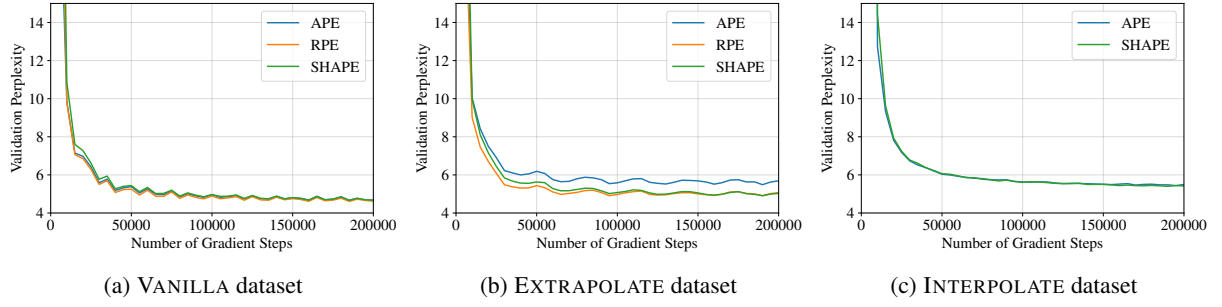 14
12
10
8
6
4
Validation Perplexity
APE
RPE
SHAPE
0 50000 100000 150000 200000
Number of Gradient Steps
(a) VANILLA dataset
14
12
10
8
6
4
Validation Perplexity
APE
RPE
SHAPE
0 50000 100000 150000 200000
Number of Gradient Steps
(b) EXTRAPOLATE dataset
14
12
10
8
6
4
Validation Perplexity
APE
SHAPE
0 50000 100000 150000 200000
Number of Gradient Steps
(c) INTERPOLATE dataset